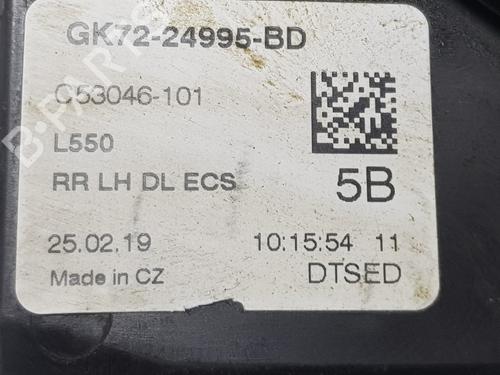 GK72-24995-BD
C53046-101
L550
RR LH DL ECS 5B
25.02.19 10:15:54 11
Made in CZ DTSED
B-PARTS